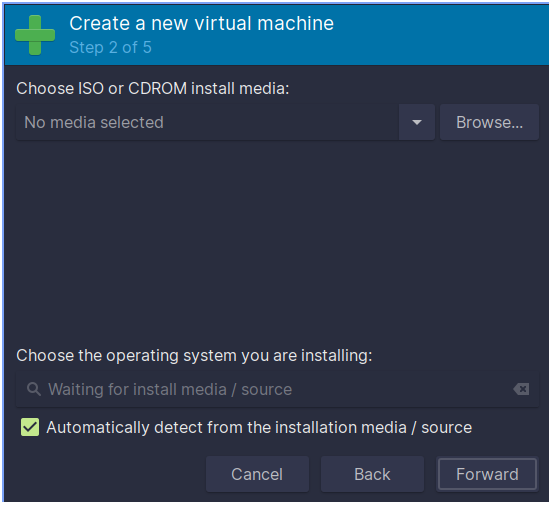 Create a new virtual machine
Step 2 of 5
Choose ISO or CDROM install media:
No media selected
Browse...
Choose the operating system you are installing:
Waiting for install media / source
Automatically detect from the installation media / source
Cancel
Back
Forward